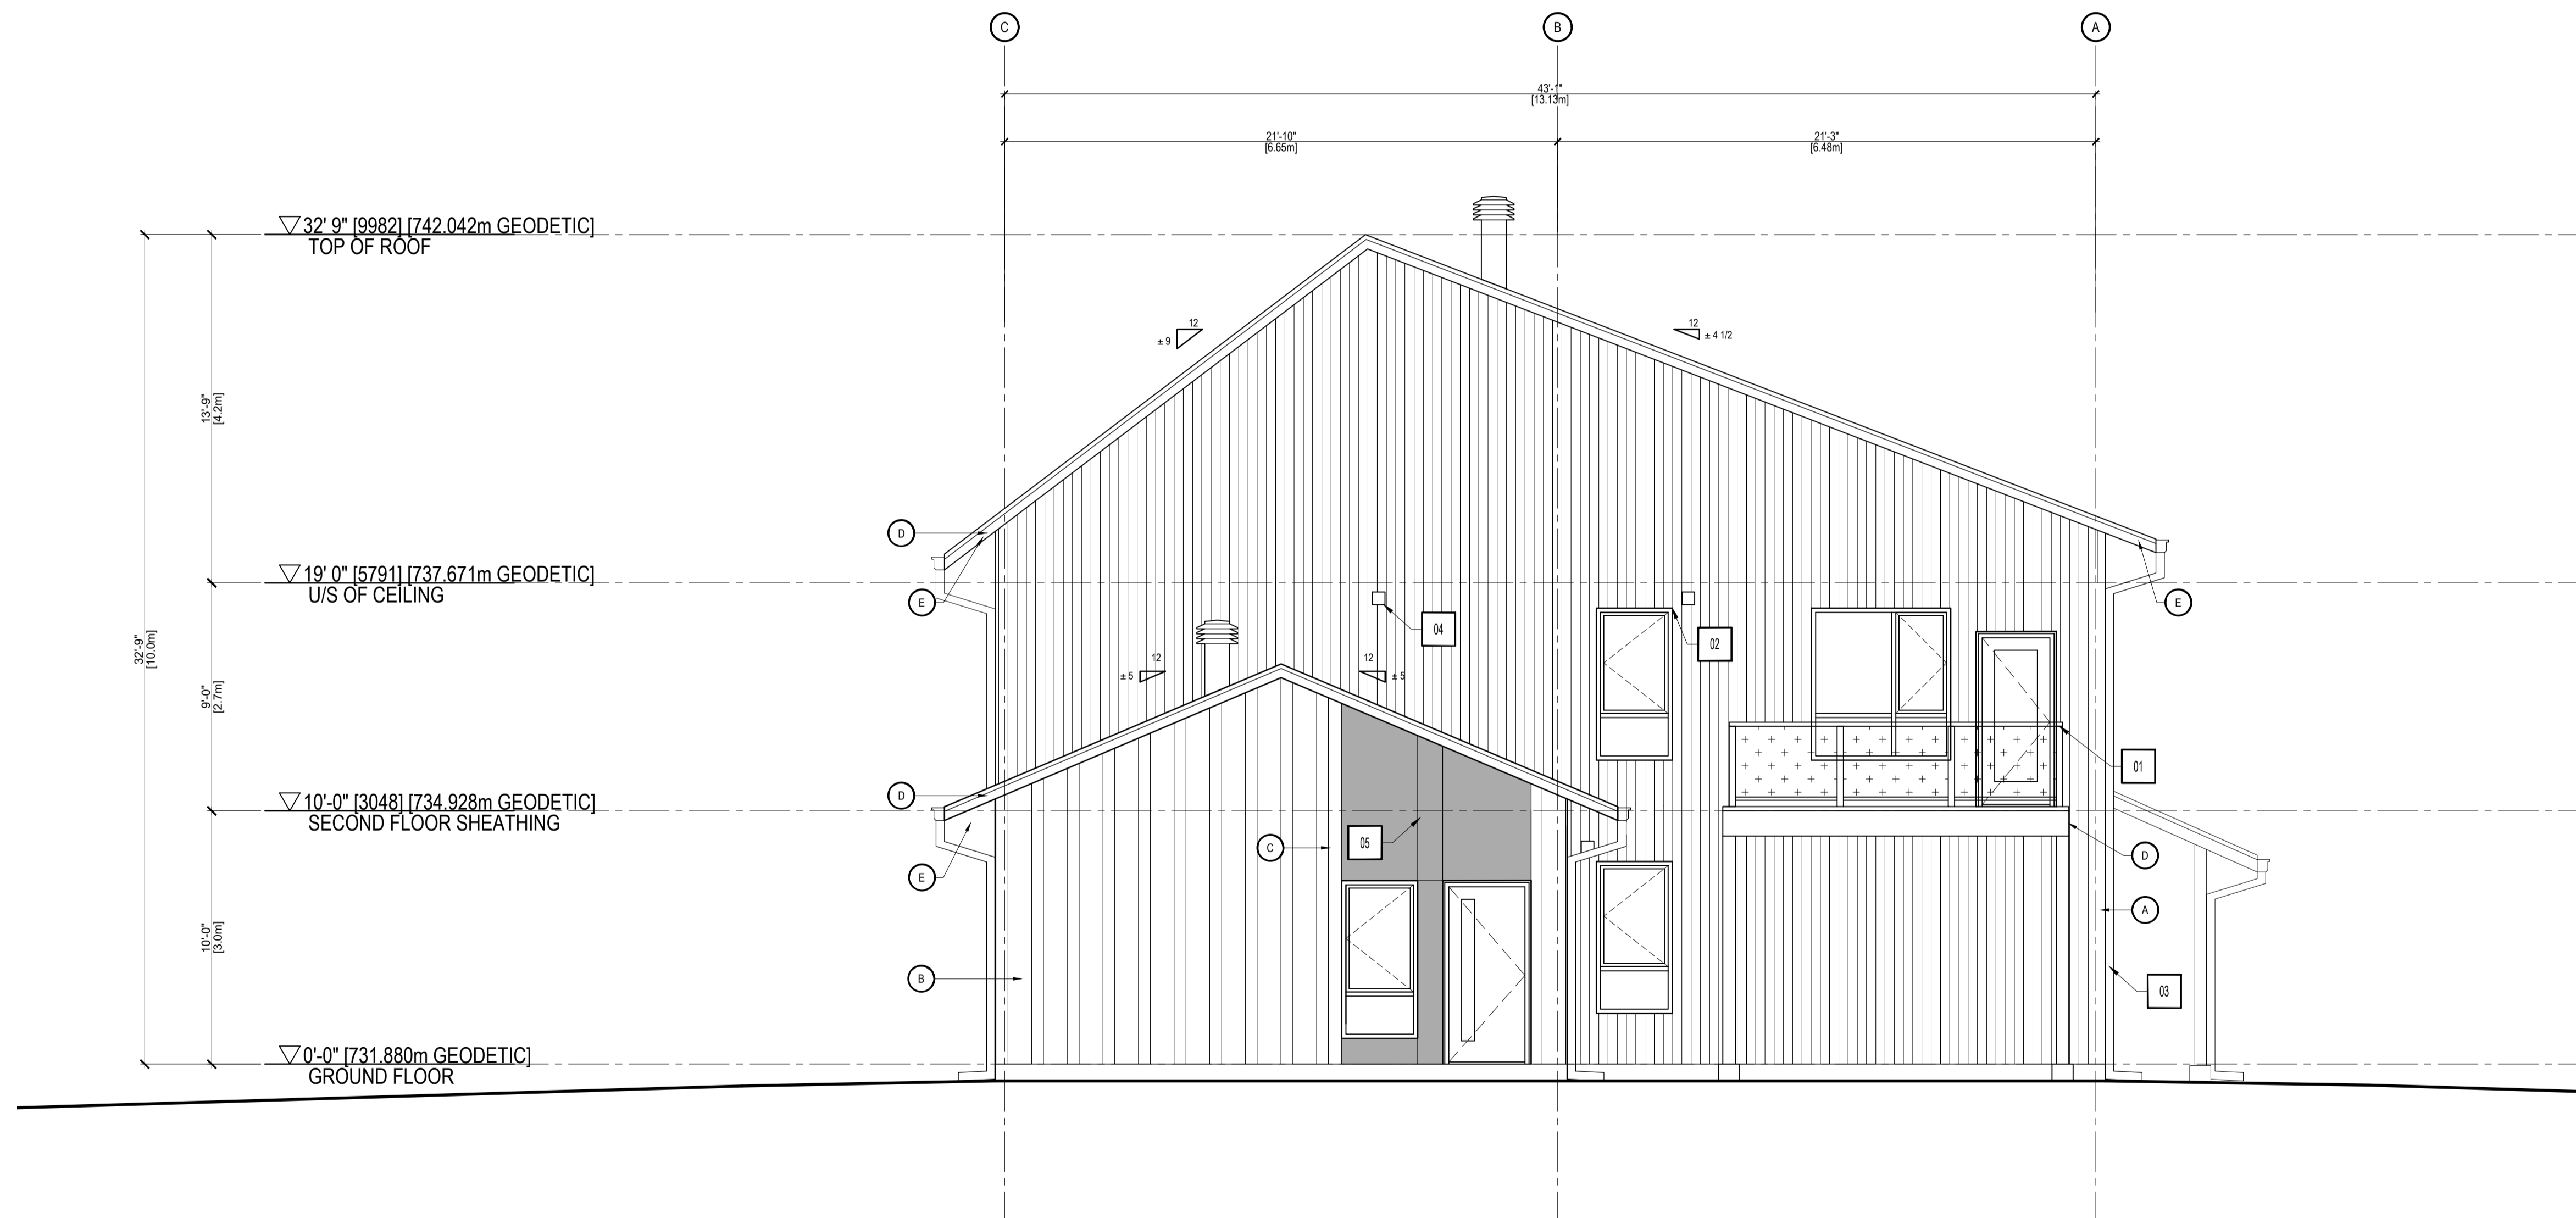 C
B
A
43'-1"
[13.13m]
21'-10"
[6.65m]
21'-3"
[6.48m]
32' 9" [9982] [742.042m GEODETIC]
TOP OF ROOF
12
± 9
12
± 4 1/2
13'-9"
[4.2m]
D
19' 0" [5791] [737.671m GEODETIC]
U/S OF CEILING
E
E
04
02
32'-9"
[10.0m]
9'-0"
[2.7m]
12
± 5
12
± 5
01
D
10'-0" [3048] [734.928m GEODETIC]
SECOND FLOOR SHEATHING
05
C
D
E
A
10'-0"
[3.0m]
B
03
0'-0" [731.880m GEODETIC]
GROUND FLOOR